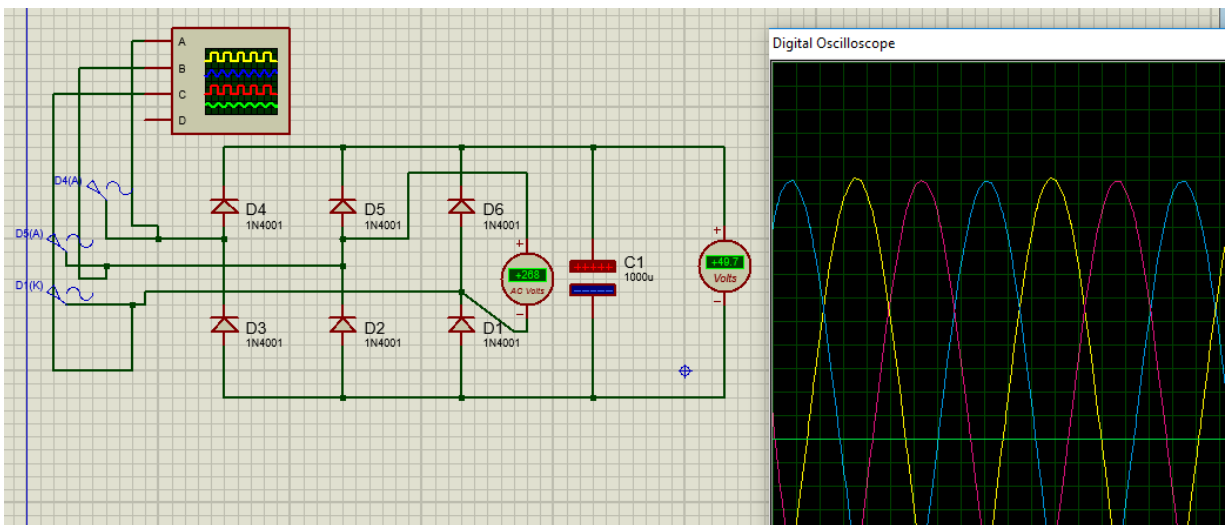 Digital Oscilloscope
A
B
C
D
D4(A)
D5(A)
D1(K)
D4
1N4001
D5
1N4001
D6
1N4001
+
+268
AC Volts
−
C1
1000u
+
+49.7
Volts
−
D3
1N4001
D2
1N4001
D1
1N4001